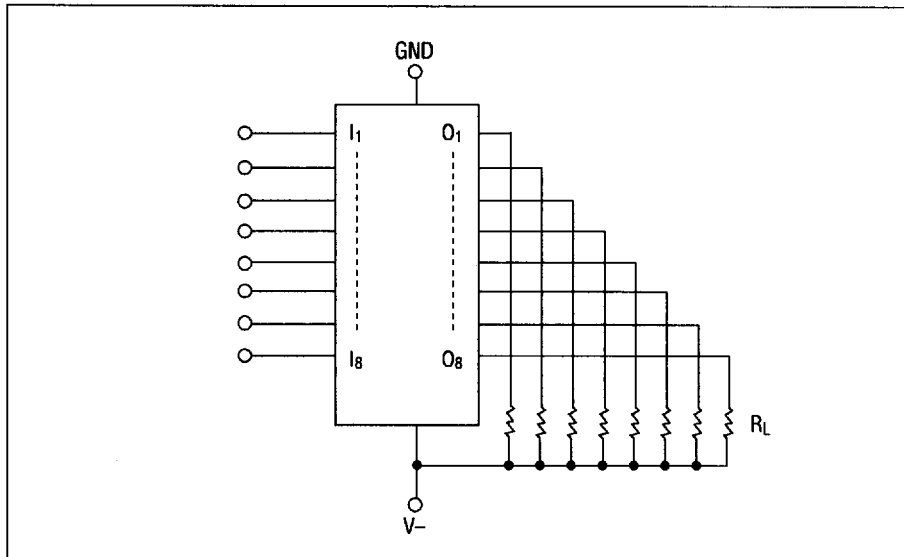 GND
I1 O1
I8 O8
RL
V–